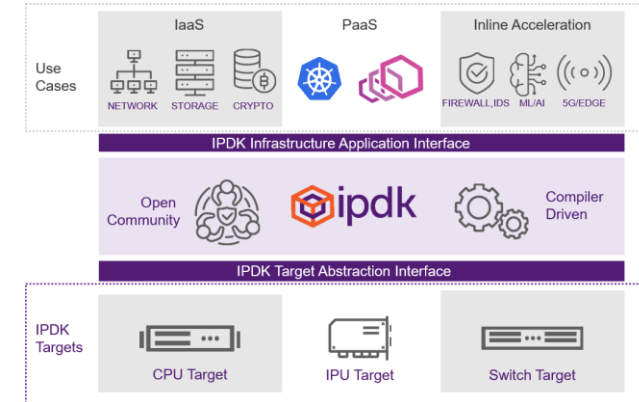 IaaS
PaaS
Inline Acceleration
Use
Cases
NETWORK
STORAGE
CRYPTO
FIREWALL,IDS
ML/AI
5G/EDGE
IPDK Infrastructure Application Interface
Open
Community
ipdk
Compiler
Driven
IPDK Target Abstraction Interface
IPDK
Targets
CPU Target
IPU Target
Switch Target